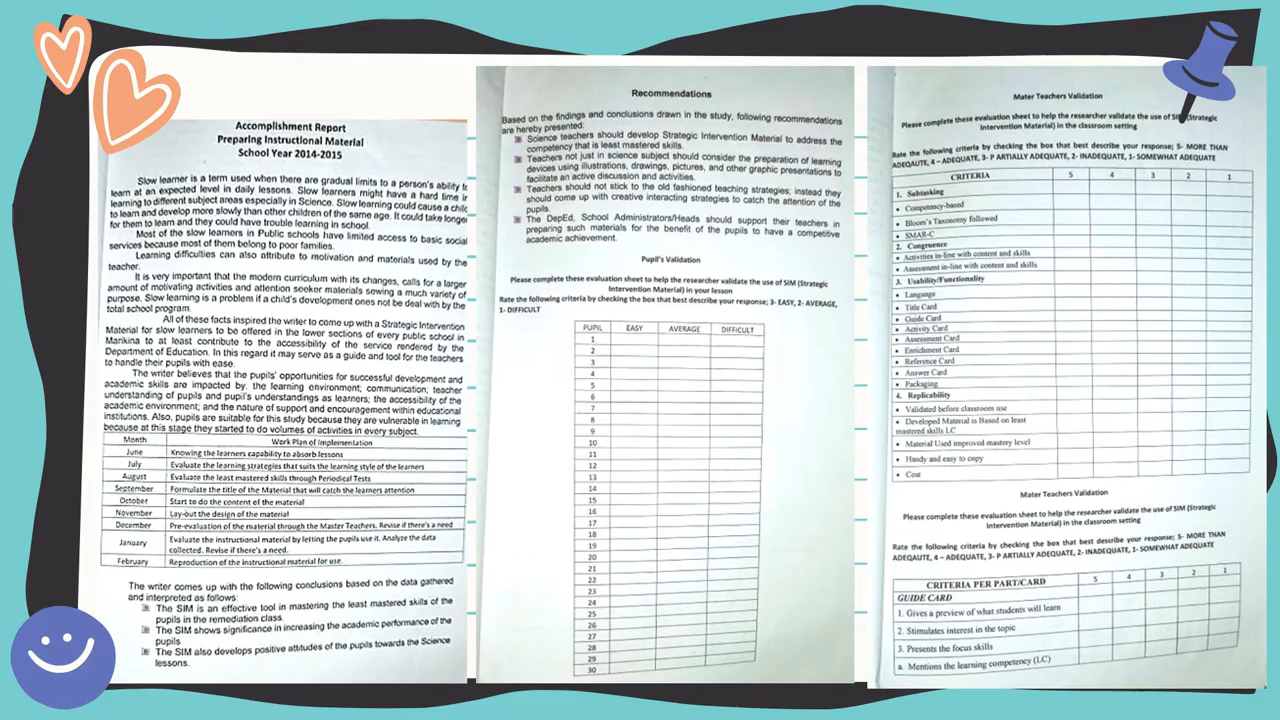 Accomplishment Report
Preparing Instructional Material
School Year 2014-2015
Slow learner is a term used when there are gradual limits to a person's ability to
learn at an expected level in daily lessons. Slow learners might have a hard time in
learning to different subject areas especially in Science. Slow learning could cause a child
to learn and develop more slowly than other children of the same age. It could take longer
for them to learn and they could have trouble learning in school.
Most of the slow learners in Public schools have limited access to basic social
services because most of them belong to poor families.
Learning difficulties can also attribute to motivation and materials used by the
teacher.
It is very important that the modern curriculum with its changes, calls for a larger
amount of motivating activities and attention seeker materials sewing a much variety of
purpose. Slow learning is a problem if a child's development ones not deal with by the
total school program.
All of these facts inspired the writer to come up with a Strategic Intervention
Material for slow learners to be offered in the lower sections of every public school in
Marikina to at least contribute to the accessibility of the service rendered by the
Department of Education. In this regard it may serve as a guide and tool for the teachers
to handle their pupils with ease.
The writer believes that the pupils' opportunities for successful development and
academic skills are impacted by. the learning environment; communication; teacher
understanding of pupils and pupil's understandings as learners; the accessibility of the
academic environment; and the nature of support and encouragement within educational
institutions. Also, pupils are suitable for this study because they are vulnerable in learning
because at this stage they started to do volumes of activities in every subject.
Month Work Plan of Implementation
June Knowing the learners capability to absorb lessons
July Evaluate the learning strategies that suits the learning style of the learners
August Evaluate the least mastered skills through Periodical Tests
September Formulate the title of the Material that will catch the learners attention
October Start to do the content of the material
November Lay-out the design of the material
December Pre-evaluation of the material through the Master Teachers. Revise if there's a need
January Evaluate the instructional material by letting the pupils use it. Analyze the data
collected. Revise if there's a need.
February Reproduction of the instructional material for use.
The writer comes up with the following conclusions based on the data gathered
and interpreted as follows:
The SIM is an effective tool in mastering the least mastered skills of the
pupils in the remediation class.
The SIM shows significance in increasing the academic performance of the
pupils
The SIM also develops positive attitudes of the pupils towards the Science
lessons.
Recommendations
Based on the findings and conclusions drawn in the study, following recommendations
are hereby presented:
Science teachers should develop Strategic Intervention Material to address the
competency that is least mastered skills.
Teachers not just in science subject should consider the preparation of learning
devices using illustrations, drawings, pictures, and other graphic presentations to
facilitate an active discussion and activities.
Teachers should not stick to the old fashioned teaching strategies; instead they
should come up with creative interacting strategies to catch the attention of the
pupils.
The DepEd, School Administrators/Heads should support their teachers in
preparing such materials for the benefit of the pupils to have a competitive
academic achievement.
Pupil's Validation
Please complete these evaluation sheet to help the researcher validate the use of SIM (Strategic
Intervention Material) in your lesson
Rate the following criteria by checking the box that best describe your response; 3- EASY, 2- AVERAGE,
1- DIFFICULT
PUPIL EASY AVERAGE DIFFICULT
1
2
3
4
5
6
7
8
9
10
11
12
13
14
15
16
17
18
19
20
21
22
23
24
25
26
27
28
29
30
Mater Teachers Validation
Please complete these evaluation sheet to help the researcher validate the use of SIM (Strategic
Intervention Material) in the classroom setting
Rate the following criteria by checking the box that best describe your response; 5- MORE THAN
ADEQAUTE, 4 – ADEQUATE, 3- P ARTIALLY ADEQUATE, 2- INADEQUATE, 1- SOMEWHAT ADEQUATE
CRITERIA 5 4 3 2 1
1. Subtasking
• Competency-based
• Bloom's Taxonomy followed
• SMAR-C
2. Congruence
• Activities in-line with content and skills
• Assessment in-line with content and skills
3. Usability/Functionality
• Language
• Title Card
• Guide Card
• Activity Card
• Assessment Card
• Enrichment Card
• Reference Card
• Answer Card
• Packaging
4. Replicability
• Validated before classroom use
• Developed Material is Based on least
mastered skills LC
• Material Used improved mastery level
• Handy and easy to copy
• Cost
Mater Teachers Validation
Please complete these evaluation sheet to help the researcher validate the use of SIM (Strategic
Intervention Material) in the classroom setting
Rate the following criteria by checking the box that best describe your response; 5- MORE THAN
ADEQAUTE, 4 – ADEQUATE, 3- P ARTIALLY ADEQUATE, 2- INADEQUATE, 1- SOMEWHAT ADEQUATE
CRITERIA PER PART/CARD 5 4 3 2 1
GUIDE CARD
1. Gives a preview of what students will learn
2. Stimulates interest in the topic
3. Presents the focus skills
a. Mentions the learning competency (LC)